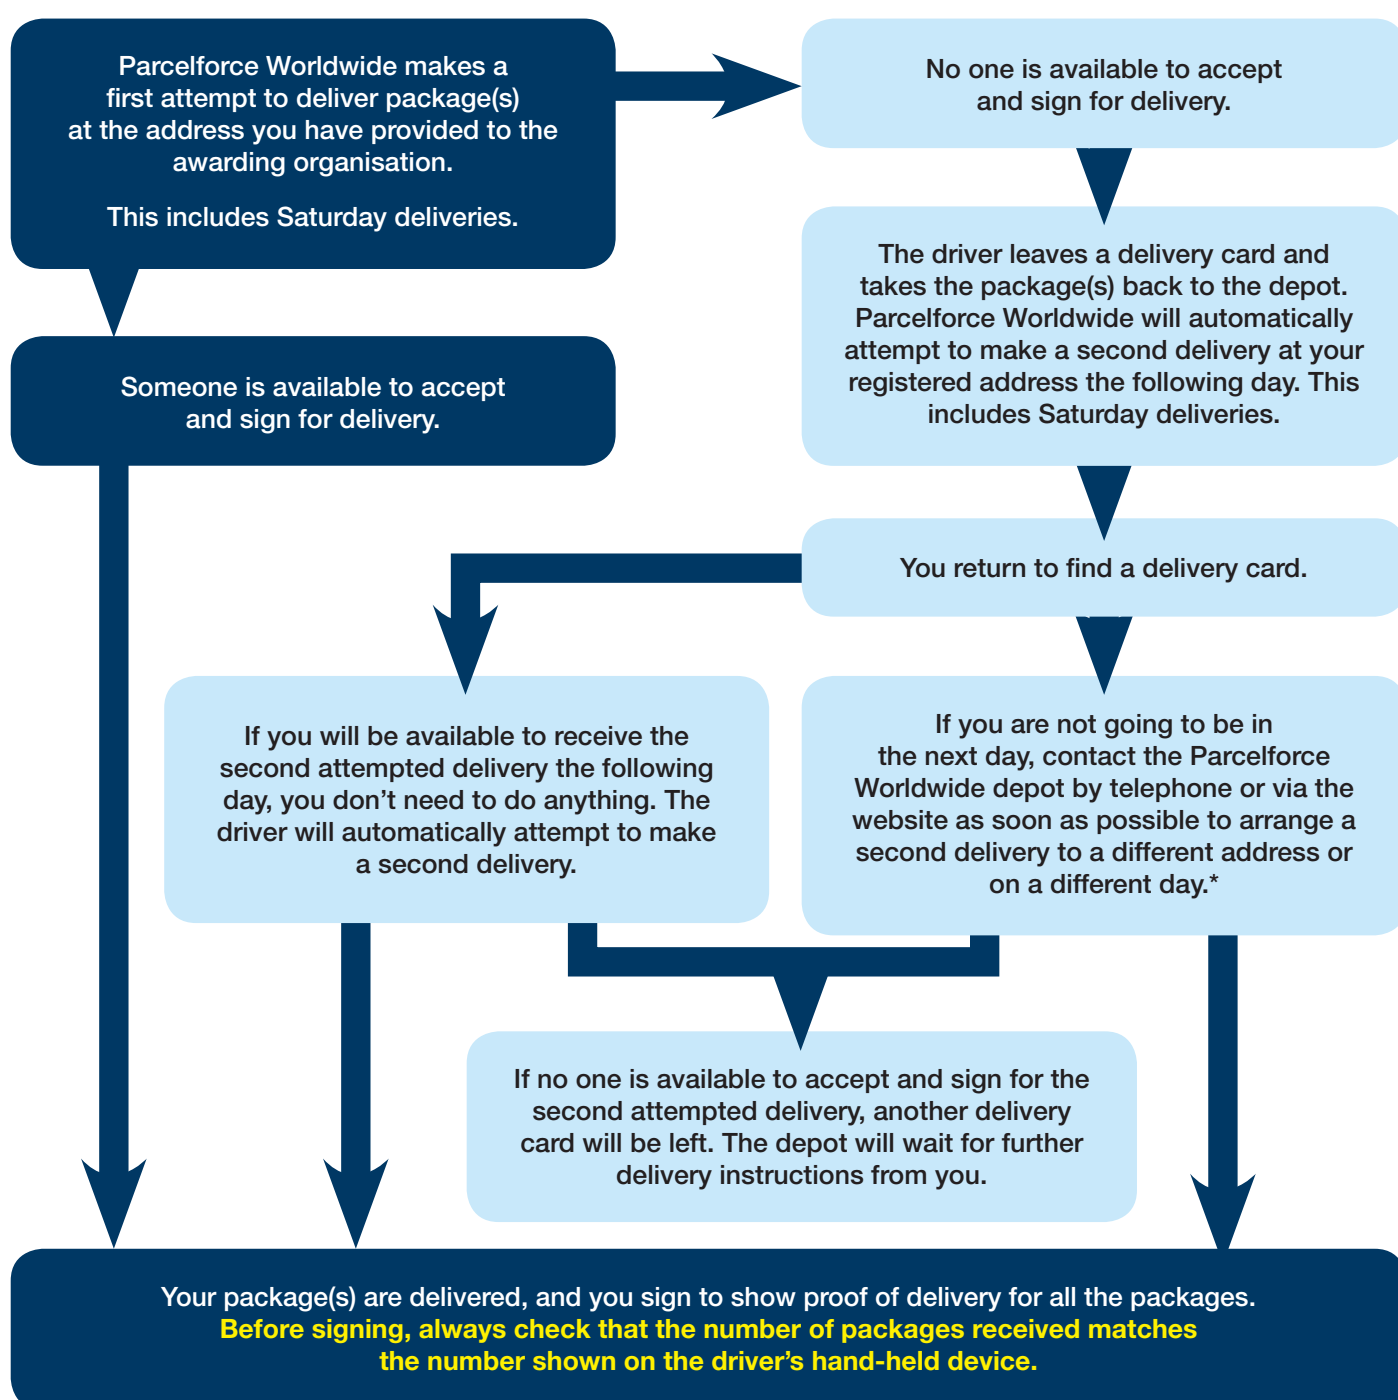 Parcelforce Worldwide makes a
first attempt to deliver package(s)
at the address you have provided to the
awarding organisation.
This includes Saturday deliveries.
No one is available to accept
and sign for delivery.
The driver leaves a delivery card and
takes the package(s) back to the depot.
Parcelforce Worldwide will automatically
attempt to make a second delivery at your
registered address the following day. This
includes Saturday deliveries.
Someone is available to accept
and sign for delivery.
You return to find a delivery card.
If you will be available to receive the
second attempted delivery the following
day, you don’t need to do anything. The
driver will automatically attempt to make
a second delivery.
If you are not going to be in
the next day, contact the Parcelforce
Worldwide depot by telephone or via the
website as soon as possible to arrange a
second delivery to a different address or
on a different day.*
If no one is available to accept and sign for the
second attempted delivery, another delivery
card will be left. The depot will wait for further
delivery instructions from you.
Your package(s) are delivered, and you sign to show proof of delivery for all the packages.
Before signing, always check that the number of packages received matches
the number shown on the driver’s hand-held device.